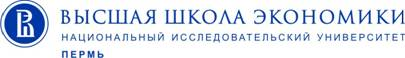 ВЫСШАЯ ШКОЛА ЭКОНОМИКИ
НАЦИОНАЛЬНЫЙ ИССЛЕДОВАТЕЛЬСКИЙ УНИВЕРСИТЕТ
ПЕРМЬ